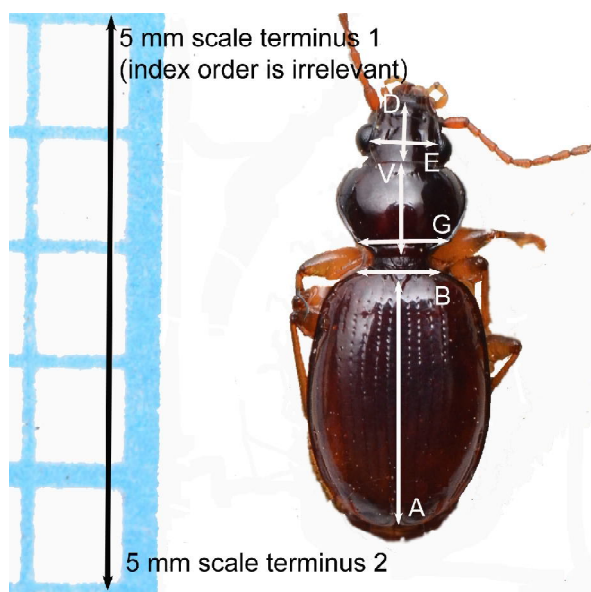 5 mm scale terminus 1
(index order is irrelevant)
D
E
V
G
B
A
5 mm scale terminus 2